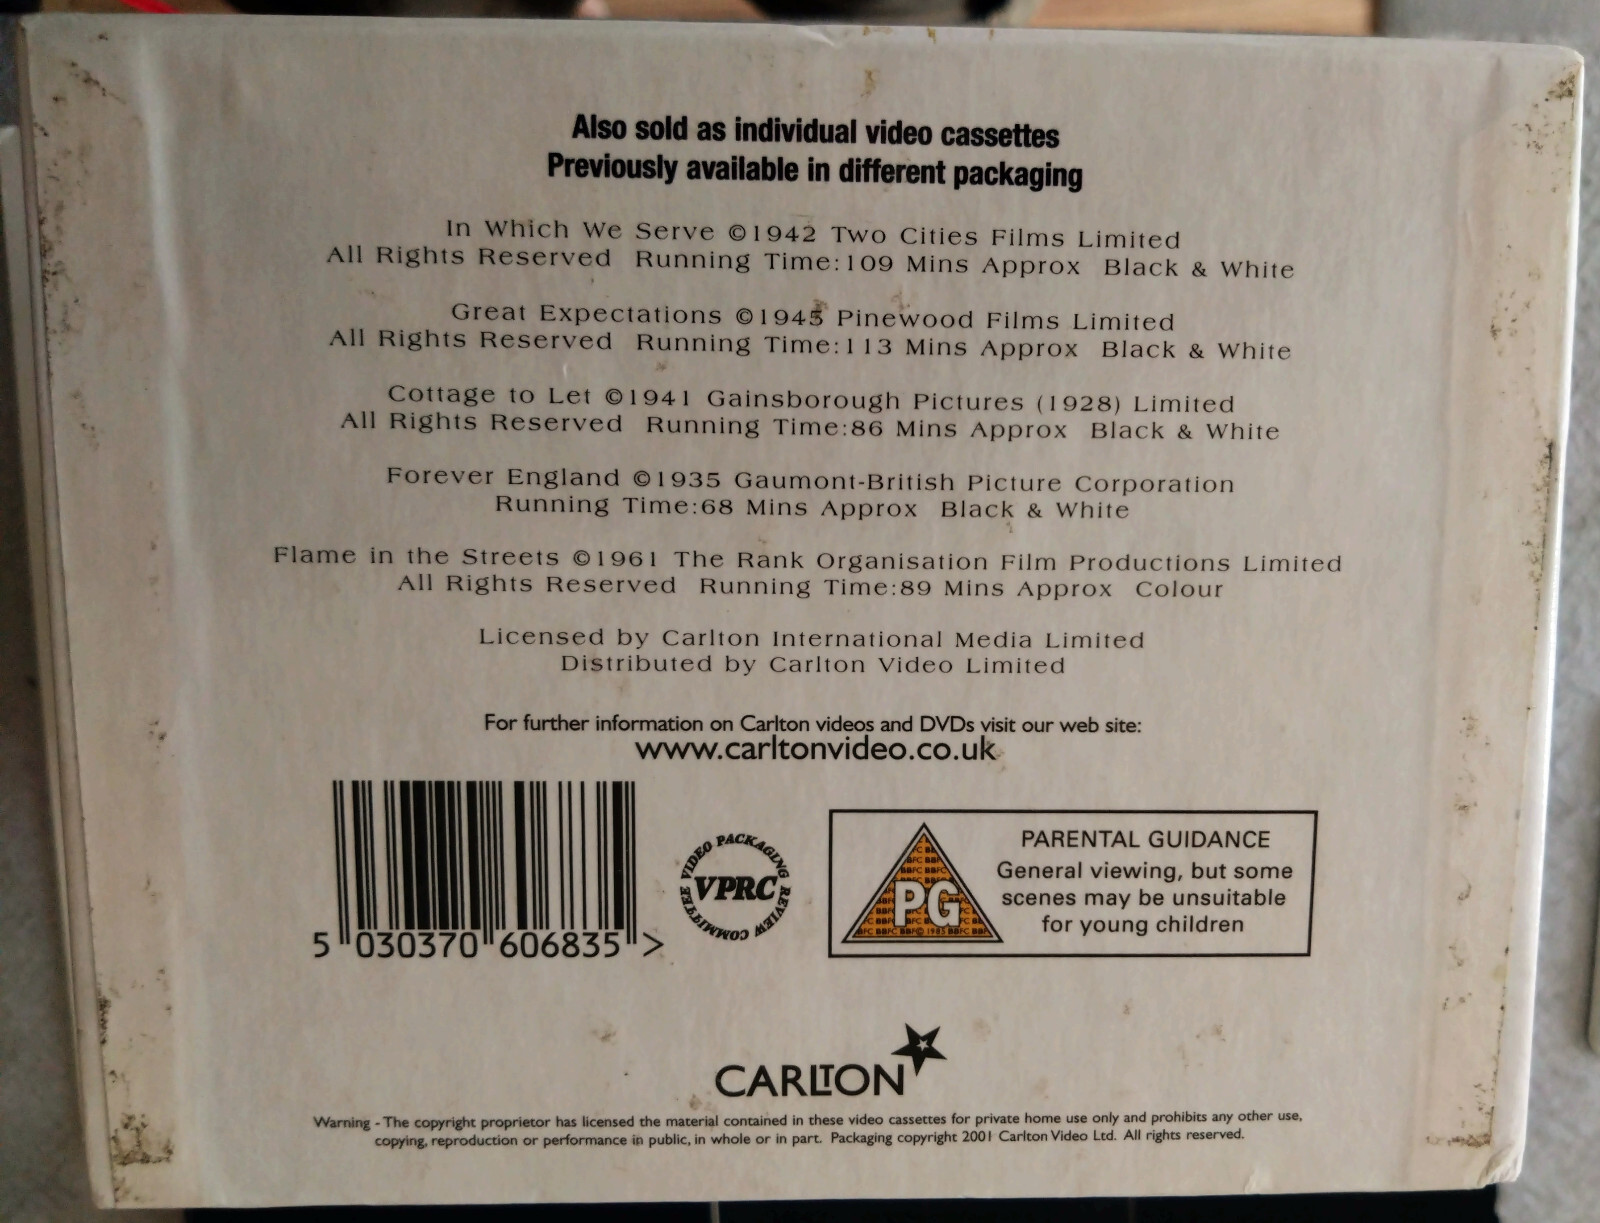 Also sold as individual video cassettes
Previously available in different packaging
In Which We Serve ©1942 Two Cities Films Limited
All Rights Reserved Running Time:109 Mins Approx Black & White
Great Expectations ©1945 Pinewood Films Limited
All Rights Reserved Running Time:113 Mins Approx Black & White
Cottage to Let ©1941 Gainsborough Pictures (1928) Limited
All Rights Reserved Running Time:86 Mins Approx Black & White
Forever England ©1935 Gaumont-British Picture Corporation
Running Time:68 Mins Approx Black & White
Flame in the Streets ©1961 The Rank Organisation Film Productions Limited
All Rights Reserved Running Time:89 Mins Approx Colour
Licensed by Carlton International Media Limited
Distributed by Carlton Video Limited
For further information on Carlton videos and DVDs visit our web site:
www.carltonvideo.co.uk
5 030370 606835 >
VIDEO PACKAGING REVIEW COMMITTEE
VPRC
PG
BBFC © 1985 BBFC
PARENTAL GUIDANCE
General viewing, but some
scenes may be unsuitable
for young children
CARLTON
Warning - The copyright proprietor has licensed the material contained in these video cassettes for private home use only and prohibits any other use,
copying, reproduction or performance in public, in whole or in part. Packaging copyright 2001 Carlton Video Ltd. All rights reserved.